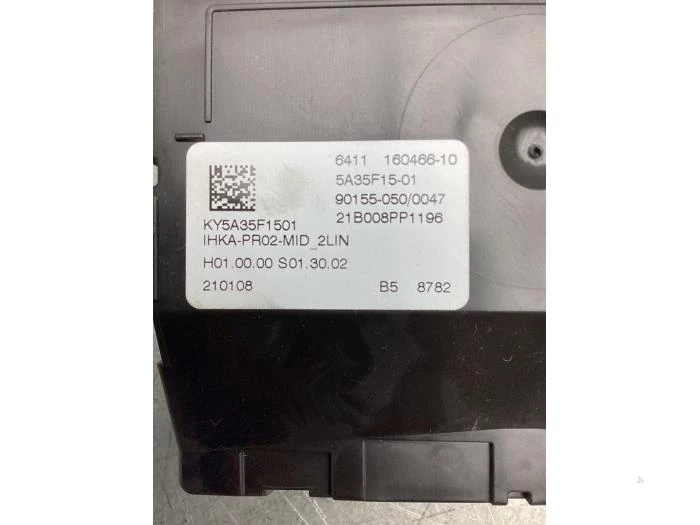 6411 160466-10
5A35F15-01
90155-050/0047
21B008PP1196
KY5A35F1501
IHKA-PR02-MID_2LIN
H01.00.00 S01.30.02
210108 B5 8782